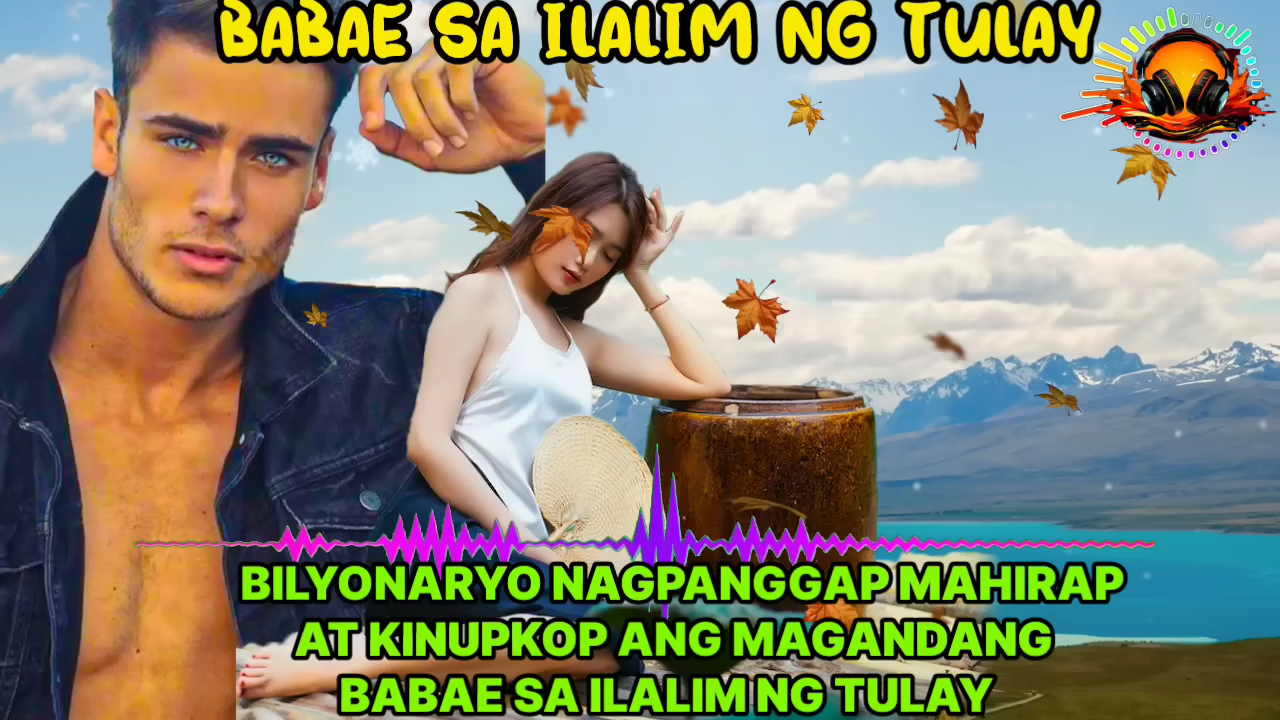 BABAE SA ILALIM NG TULAY
BILYONARYO NAGPANGGAP MAHIRAP
AT KINUPKOP ANG MAGANDANG
BABAE SA ILALIM NG TULAY